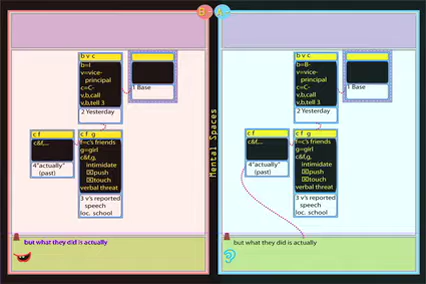 B
A
b v c
b=I
v=vice-
principal
c=C-
v,b,call
v,b,tell 3
2 Yesterday
1 Base
c f
c&f,...
4"actually"
(past)
c f g
f=c's friends
g=girl
c&f,g,
intimidate
⌧push
⌧touch
verbal threat
3 v's reported
speech
loc. school
but what they did is actually
Mental Spaces
b v c
b=B-
v=vice-
principal
c=C-
v,b,call
v,b,tell 3
2 Yesterday
1 Base
c f
c&f,...
4"actually"
(past)
c f g
f=c's friends
g=girl
c&f,g,
intimidate
⌧push
⌧touch
verbal threat
3 v's reported
speech
loc. school
but what they did is actually